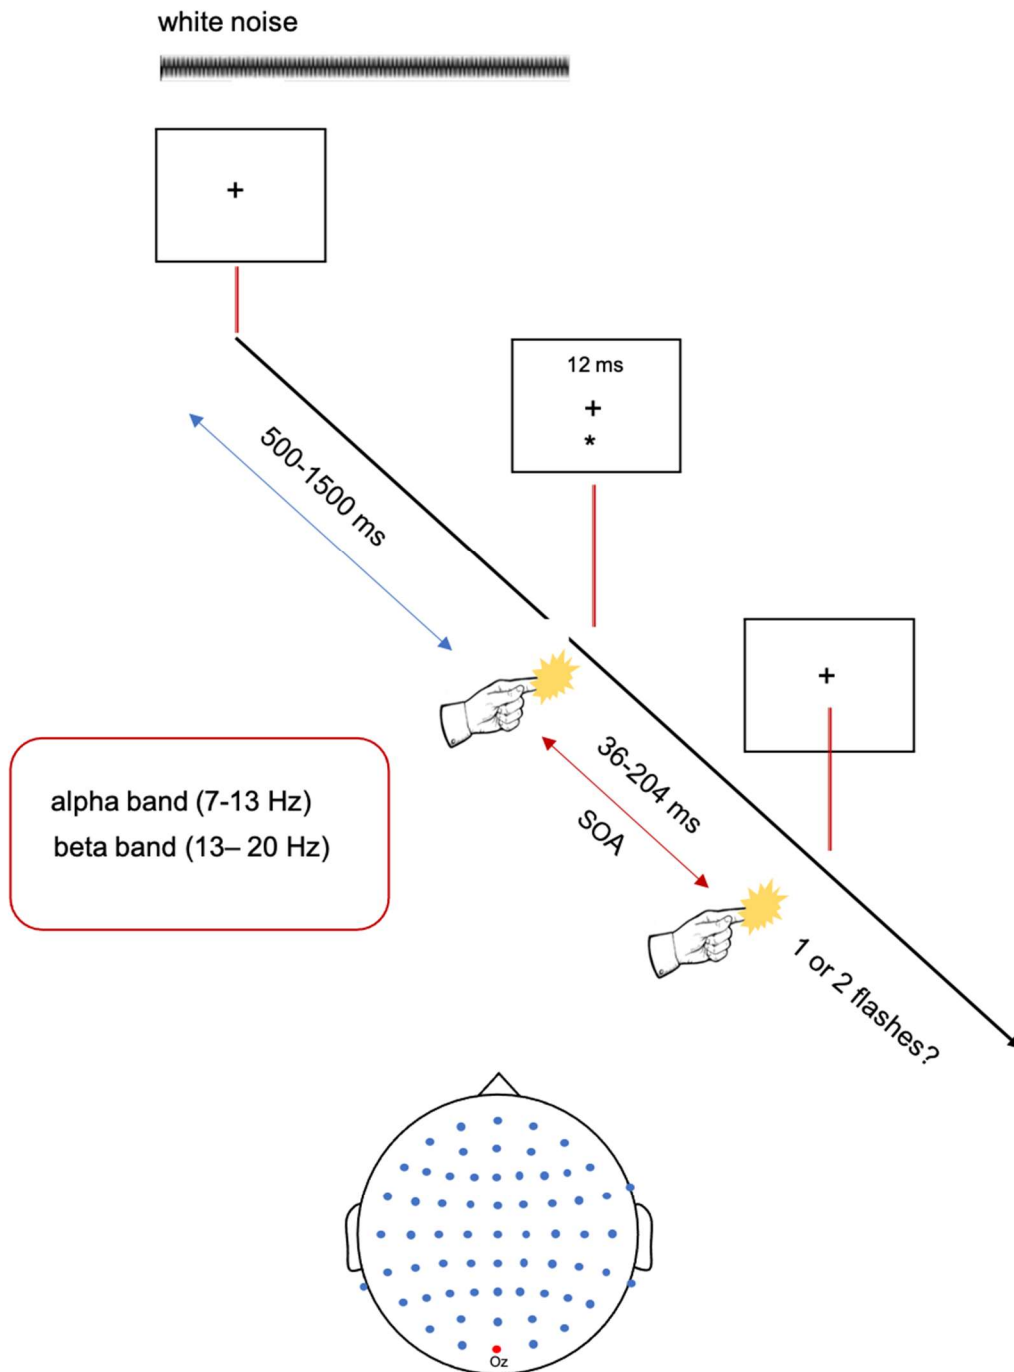 white noise
+
12 ms
+
*
500-1500 ms
+
36-204 ms
SOA
alpha band (7-13 Hz)
beta band (13– 20 Hz)
1 or 2 flashes?
Oz